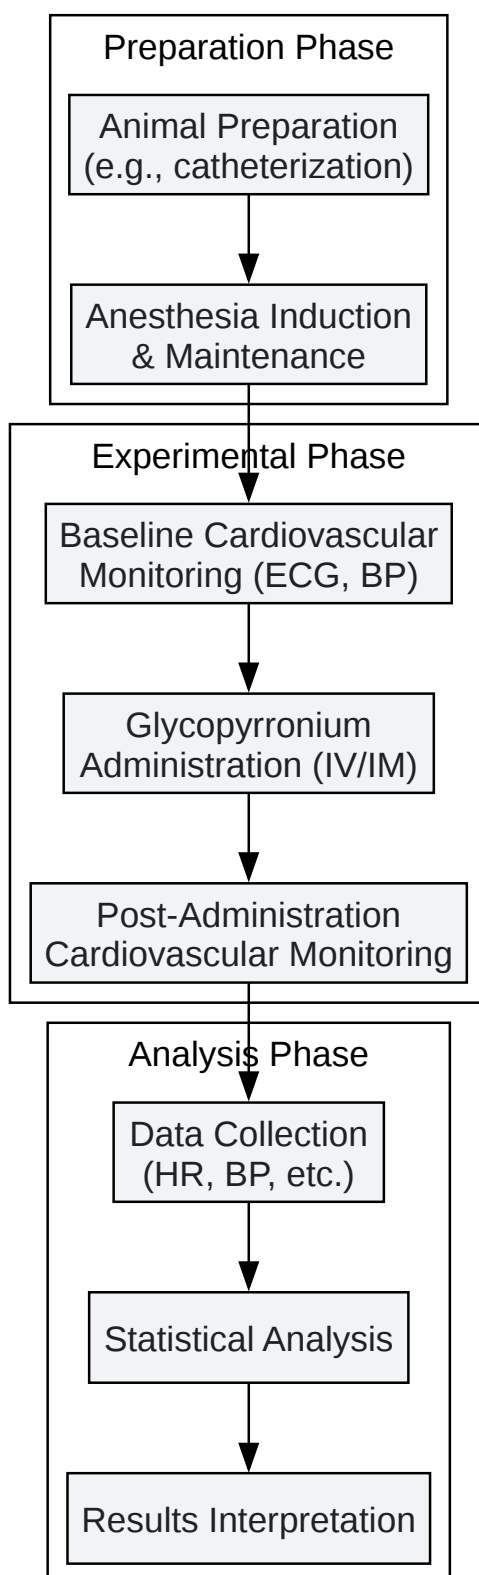 Preparation Phase
Animal Preparation
(e.g., catheterization)
Anesthesia Induction
& Maintenance
Experimental Phase
Baseline Cardiovascular
Monitoring (ECG, BP)
Glycopyrronium
Administration (IV/IM)
Post-Administration
Cardiovascular Monitoring
Analysis Phase
Data Collection
(HR, BP, etc.)
Statistical Analysis
Results Interpretation